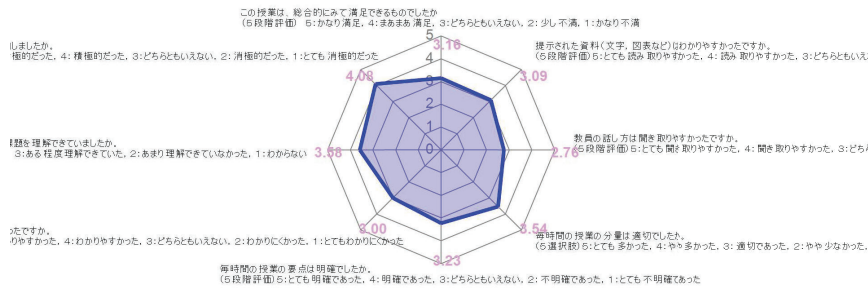 この授業は、総合的にみて満足できるものでしたか
(5段階評価) 5:かなり満足, 4:まあまあ満足, 3:どちらともいえない, 2:少し不満, 1:かなり不満
5
3.16
しましたか。
極的だった, 4: 積極的だった, 3:どちらともいえない, 2: 消極的だった, 1:とても 消極的だった
提示された資料(文字, 図表など)はわかりやすかったですか。
(5段階評価) 5:とても読み取りやすかった, 4: 読み取りやすかった, 3:どちらともいえ
4
4.08
3.09
3
2
課題を理解できていましたか。
3:ある程度理解できていた, 2:あまり理解できていなかった, 1:わからない
1
教員の話し方は聞き取りやすかったですか。
(5段階評価) 5:とても聞き取りやすかった, 4: 聞き取りやすかった, 3:どちら
0
3.58
2.76
ったですか。
りやすかった, 4:わかりやすかった, 3:どちらともいえない, 2:わかりにくかった, 1:とてもわかりにくかった
3.00
3.54
毎時間の授業の分量は適切でしたか。
(5選択肢) 5:とても多かった, 4:やや多かった, 3: 適切であった, 2:やや少なかった,
3.23
毎時間の授業の要点は明確でしたか。
(5段階評価) 5:とても明確であった, 4: 明確であった, 3:どちらともいえない, 2: 不明確であった, 1:とても不明確であった